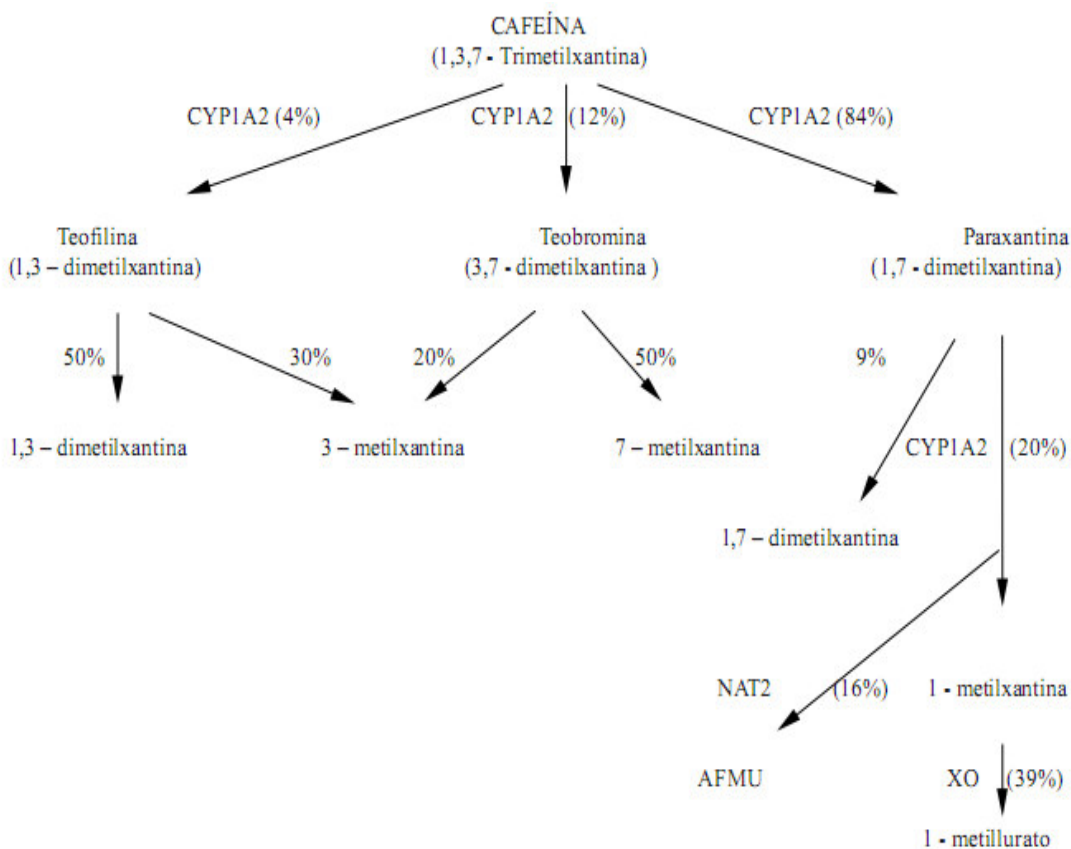 CAFEÍNA
(1,3,7 - Trimetilxantina)
CYP1A2 (4%)
CYP1A2 (12%)
CYP1A2 (84%)
Teofilina
(1,3 – dimetilxantina)
Teobromina
(3,7 - dimetilxantina )
Paraxantina
(1,7 - dimetilxantina)
50%
30%
20%
50%
9%
1,3 – dimetilxantina
3 – metilxantina
7 – metilxantina
CYP1A2 (20%)
1,7 – dimetilxantina
NAT2 (16%)
1 - metilxantina
AFMU
XO (39%)
1 - metillurato